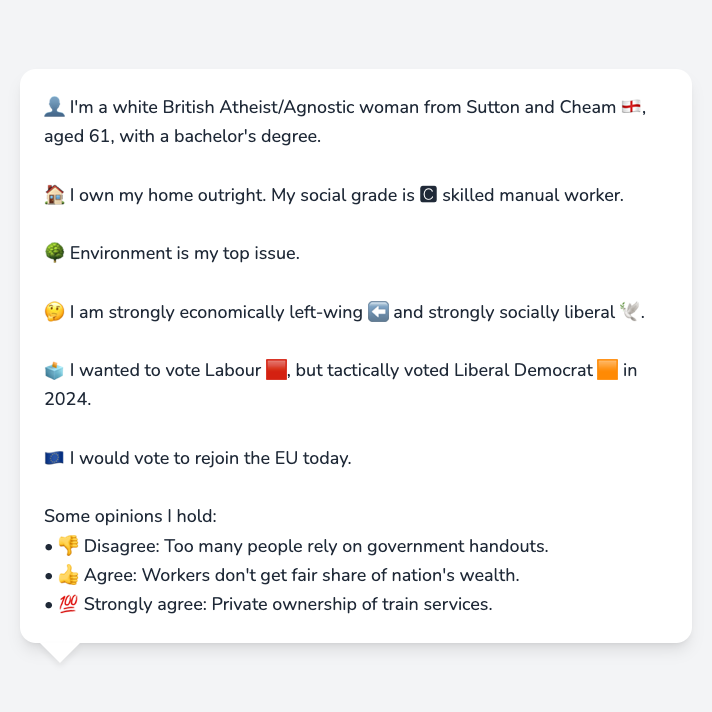 👤 I'm a white British Atheist/Agnostic woman from Sutton and Cheam 🏴󠁧󠁢󠁥󠁮󠁧󠁿,
aged 61, with a bachelor's degree.
🏠 I own my home outright. My social grade is 🅲 skilled manual worker.
🌳 Environment is my top issue.
🤔 I am strongly economically left-wing ⬅️ and strongly socially liberal 🕊️.
🗳️ I wanted to vote Labour 🟥, but tactically voted Liberal Democrat 🟧 in
2024.
🇪🇺 I would vote to rejoin the EU today.
Some opinions I hold:
• 👎 Disagree: Too many people rely on government handouts.
• 👍 Agree: Workers don't get fair share of nation's wealth.
• 💯 Strongly agree: Private ownership of train services.